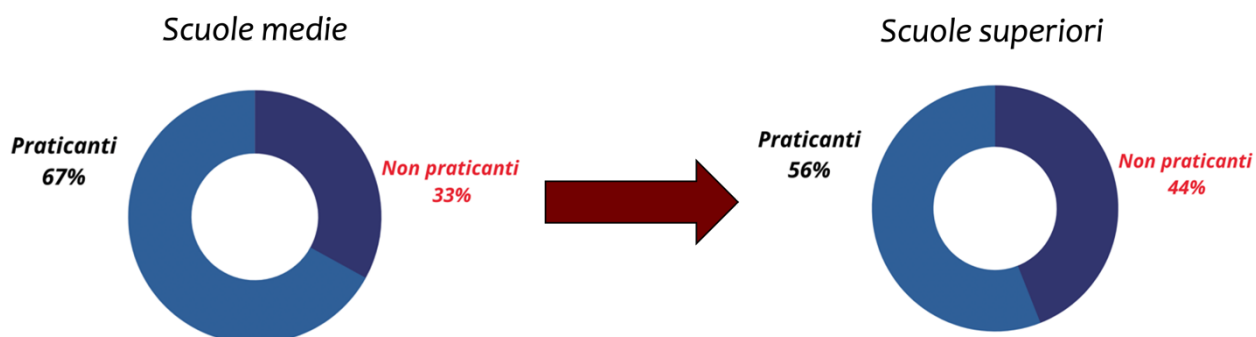 Scuole medie
Praticanti
67%
Non praticanti
33%
Scuole superiori
Praticanti
56%
Non praticanti
44%